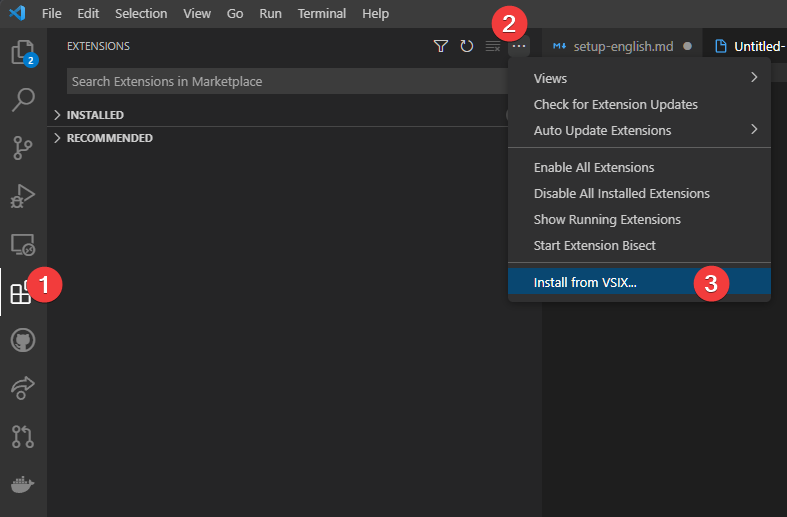 File Edit Selection View Go Run Terminal Help
2
EXTENSIONS
setup-english.md
Untitled-
2
Search Extensions in Marketplace
INSTALLED
RECOMMENDED
Views
Check for Extension Updates
Auto Update Extensions
Enable All Extensions
Disable All Installed Extensions
Show Running Extensions
Start Extension Bisect
Install from VSIX...
3
1